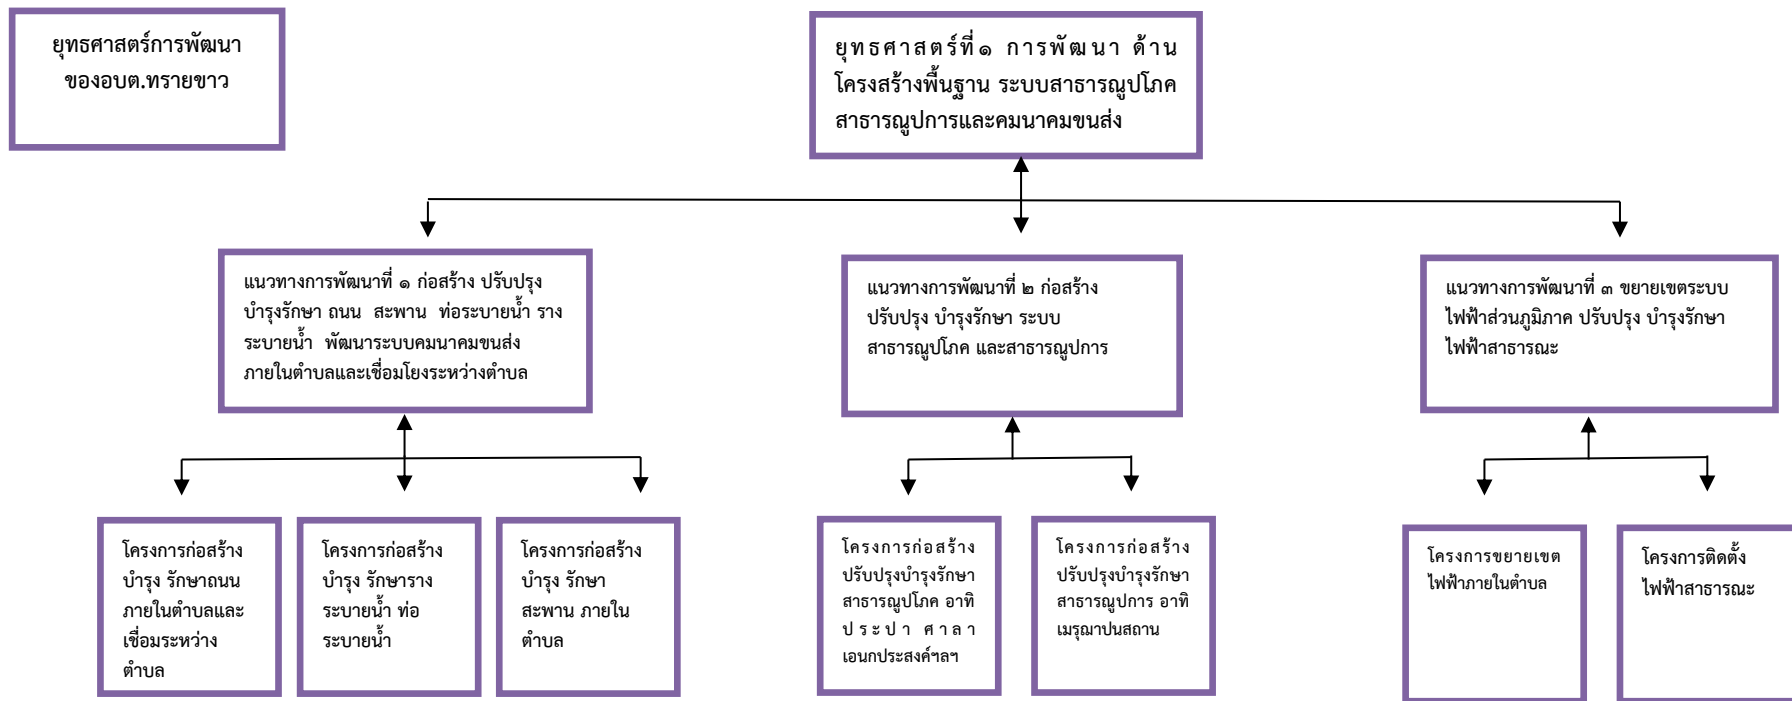 ยุทธศาสตร์การพัฒนา
ของอบต.ทรายขาว
ยุทธศาสตร์ที่๑ การพัฒนา ด้าน
โครงสร้างพื้นฐาน ระบบสาธารณูปโภค
สาธารณูปการและคมนาคมขนส่ง
แนวทางการพัฒนาที่ ๑ ก่อสร้าง ปรับปรุง
บำรุงรักษา ถนน สะพาน ท่อระบายน้ำ ราง
ระบายน้ำ พัฒนาระบบคมนาคมขนส่ง
ภายในตำบลและเชื่อมโยงระหว่างตำบล
แนวทางการพัฒนาที่ ๒ ก่อสร้าง
ปรับปรุง บำรุงรักษา ระบบ
สาธารณูปโภค และสาธารณูปการ
แนวทางการพัฒนาที่ ๓ ขยายเขตระบบ
ไฟฟ้าส่วนภูมิภาค ปรับปรุง บำรุงรักษา
ไฟฟ้าสาธารณะ
โครงการก่อสร้าง
บำรุง รักษาถนน
ภายในตำบลและ
เชื่อมระหว่าง
ตำบล
โครงการก่อสร้าง
บำรุง รักษาราง
ระบายน้ำ ท่อ
ระบายน้ำ
โครงการก่อสร้าง
บำรุง รักษา
สะพาน ภายใน
ตำบล
โครงการก่อสร้าง
ปรับปรุงบำรุงรักษา
สาธารณูปโภค อาทิ
ประปา ศาลา
เอนกประสงค์ฯลฯ
โครงการก่อสร้าง
ปรับปรุงบำรุงรักษา
สาธารณูปการ อาทิ
เมรุฌาปนสถาน
โครงการขยายเขต
ไฟฟ้าภายในตำบล
โครงการติดตั้ง
ไฟฟ้าสาธารณะ